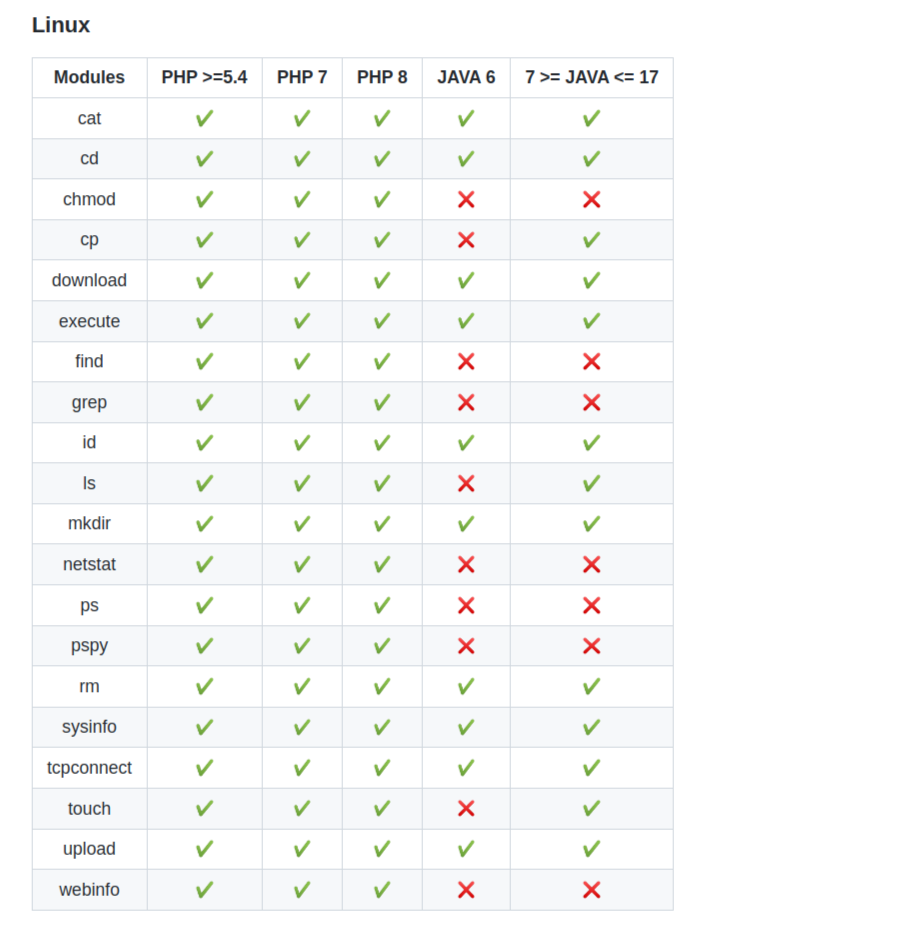 Linux
Modules PHP >=5.4 PHP 7 PHP 8 JAVA 6 7 >= JAVA <= 17
cat ✔ ✔ ✔ ✔ ✔
cd ✔ ✔ ✔ ✔ ✔
chmod ✔ ✔ ✔ ❌ ❌
cp ✔ ✔ ✔ ❌ ✔
download ✔ ✔ ✔ ✔ ✔
execute ✔ ✔ ✔ ✔ ✔
find ✔ ✔ ✔ ❌ ❌
grep ✔ ✔ ✔ ❌ ❌
id ✔ ✔ ✔ ✔ ✔
ls ✔ ✔ ✔ ❌ ✔
mkdir ✔ ✔ ✔ ✔ ✔
netstat ✔ ✔ ✔ ❌ ❌
ps ✔ ✔ ✔ ❌ ❌
pspy ✔ ✔ ✔ ❌ ❌
rm ✔ ✔ ✔ ✔ ✔
sysinfo ✔ ✔ ✔ ✔ ✔
tcpconnect ✔ ✔ ✔ ✔ ✔
touch ✔ ✔ ✔ ❌ ✔
upload ✔ ✔ ✔ ✔ ✔
webinfo ✔ ✔ ✔ ❌ ❌